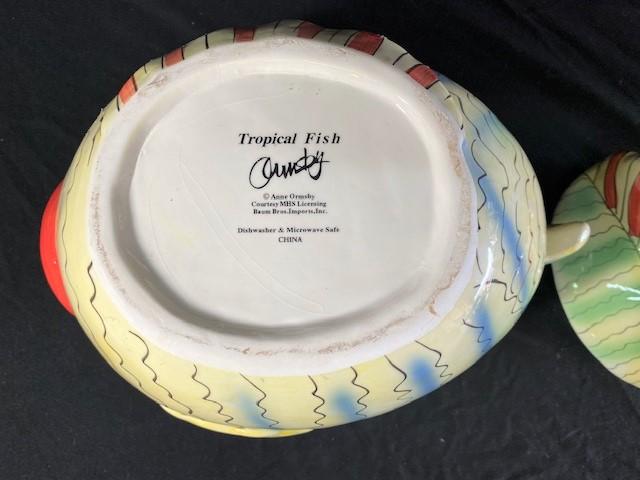 Tropical Fish
Ormsby
© Anne Ormsby
Courtesy MHS Licensing
Baum Bros. Imports, Inc.
Dishwasher & Microwave Safe
CHINA